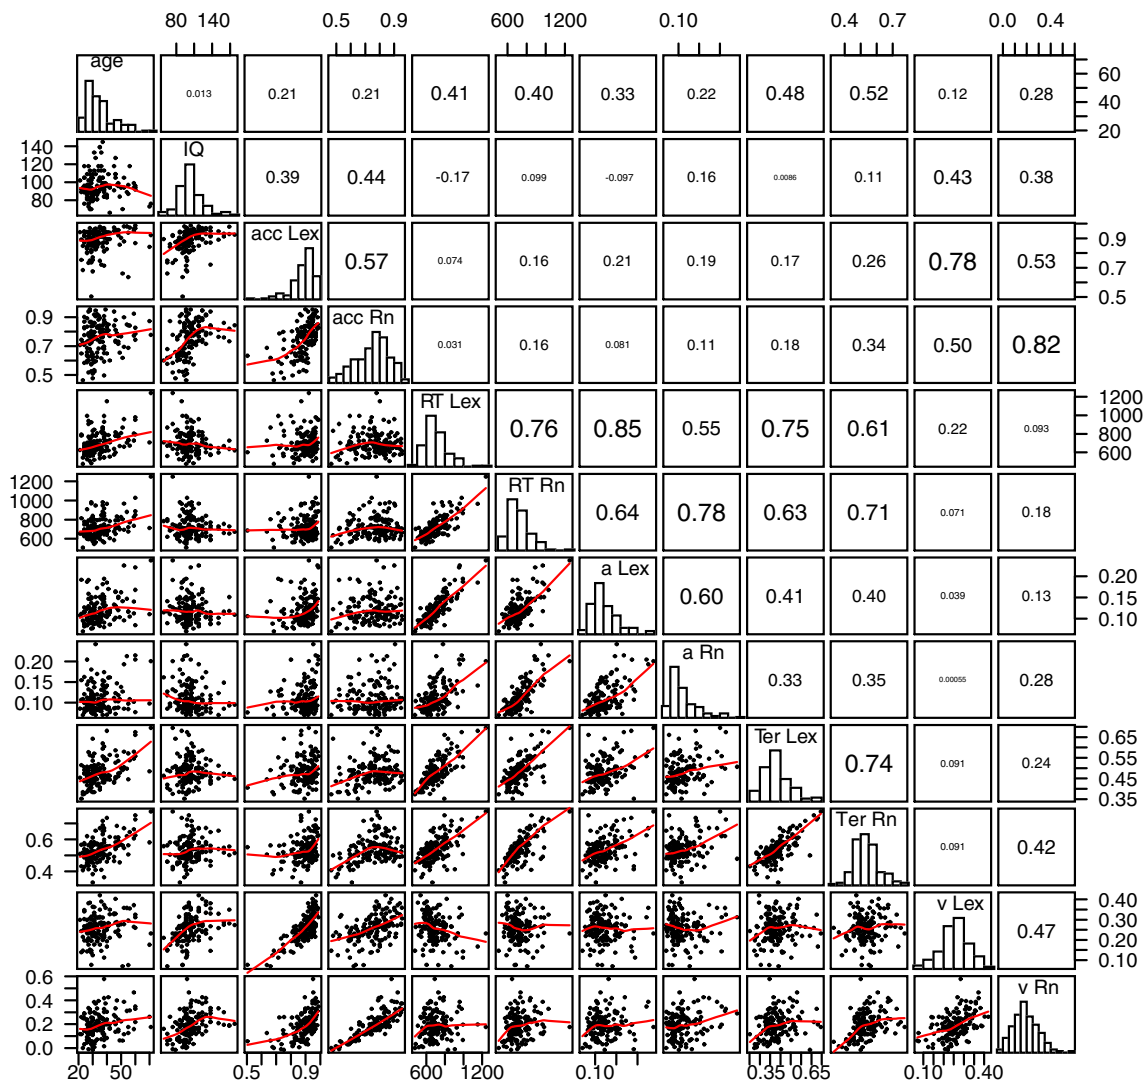 80 140 0.5 0.9 600 1200 0.10 0.4 0.7 0.0 0.4
age 0.013 0.21 0.21 0.41 0.40 0.33 0.22 0.48 0.52 0.12 0.28 60 40 20
140 120 100 80 IQ 0.39 0.44 -0.17 0.099 -0.097 0.16 0.0086 0.11 0.43 0.38
acc Lex 0.57 0.074 0.16 0.21 0.19 0.17 0.26 0.78 0.53 0.9 0.7 0.5
0.9 0.7 0.5 acc Rn 0.031 0.16 0.081 0.11 0.18 0.34 0.50 0.82
RT Lex 0.76 0.85 0.55 0.75 0.61 0.22 0.093 1200 1000 800 600
1200 1000 800 600 RT Rn 0.64 0.78 0.63 0.71 0.071 0.18
a Lex 0.60 0.41 0.40 0.039 0.13 0.20 0.15 0.10
0.20 0.15 0.10 a Rn 0.33 0.35 0.00055 0.28
Ter Lex 0.74 0.091 0.24 0.65 0.55 0.45 0.35
0.6 0.4 Ter Rn 0.091 0.42
v Lex 0.47 0.40 0.30 0.20 0.10
0.6 0.4 0.2 0.0 v Rn
20 50 0.5 0.9 600 1200 0.10 0.35 0.65 0.10 0.40